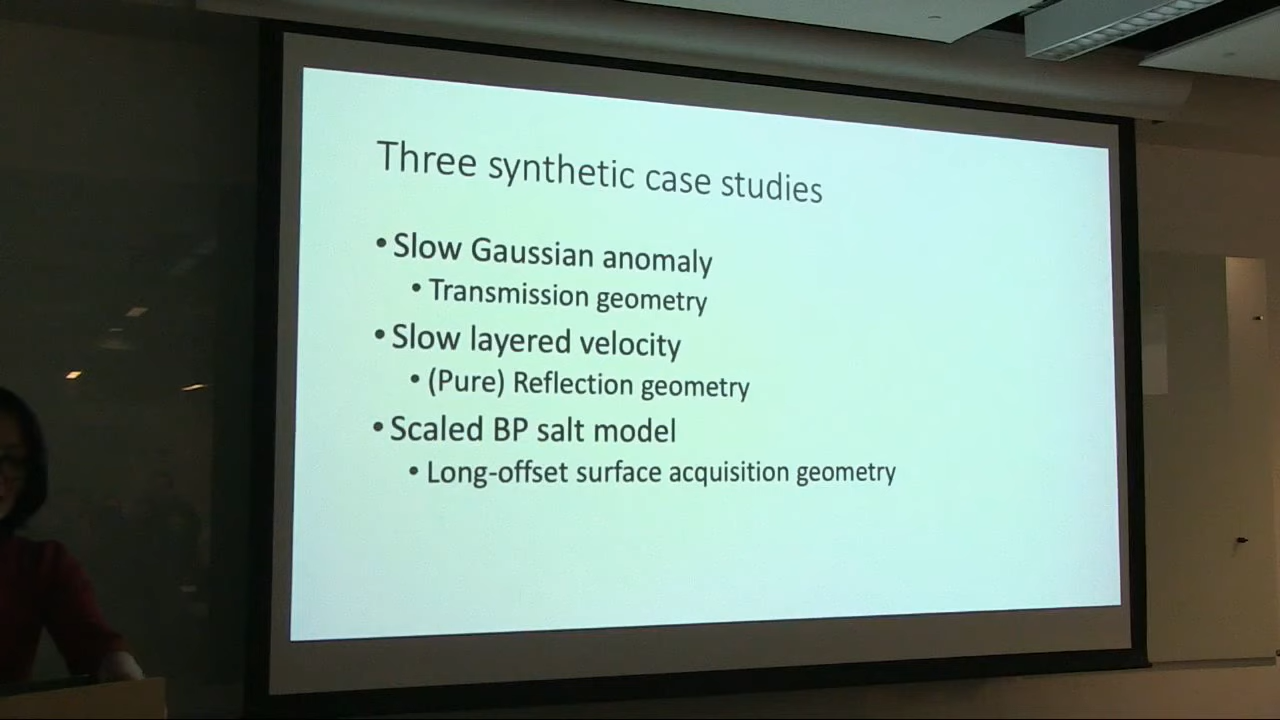 Three synthetic case studies
• Slow Gaussian anomaly
• Transmission geometry
• Slow layered velocity
• (Pure) Reflection geometry
• Scaled BP salt model
• Long-offset surface acquisition geometry